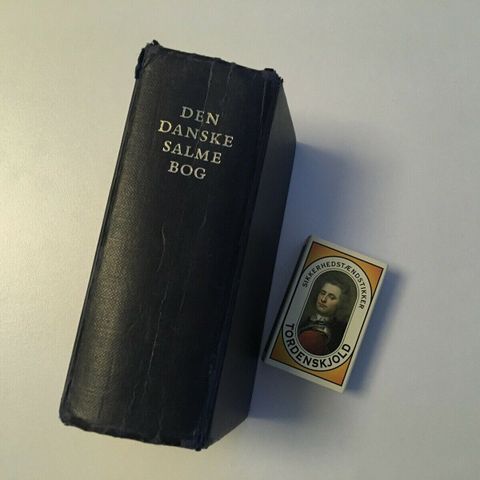 DEN
DANSKE
SALME
BOG
SIKKERHEDSTÆNDSTIKKER
TORDENSKJOLD